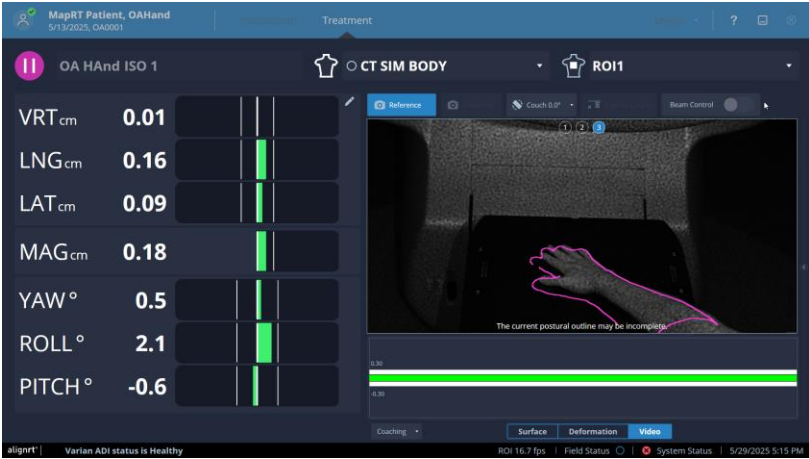 MapRT Patient, OAHand
5/13/2025, OA0001
Treatment
?
OA HAnd ISO 1
CT SIM BODY
ROI1
VRT cm 0.01
LNG cm 0.16
LAT cm 0.09
MAG cm 0.18
YAW° 0.5
ROLL° 2.1
PITCH° -0.6
Reference
Couch 0.0°
Beam Control
1 2 3
The current postural outline may be incomplete.
0.30
-0.30
Coaching
Surface
Deformation
Video
alignrt®
Varian ADI status is Healthy
ROI 16.7 fps
Field Status
System Status
5/29/2025 5:15 PM